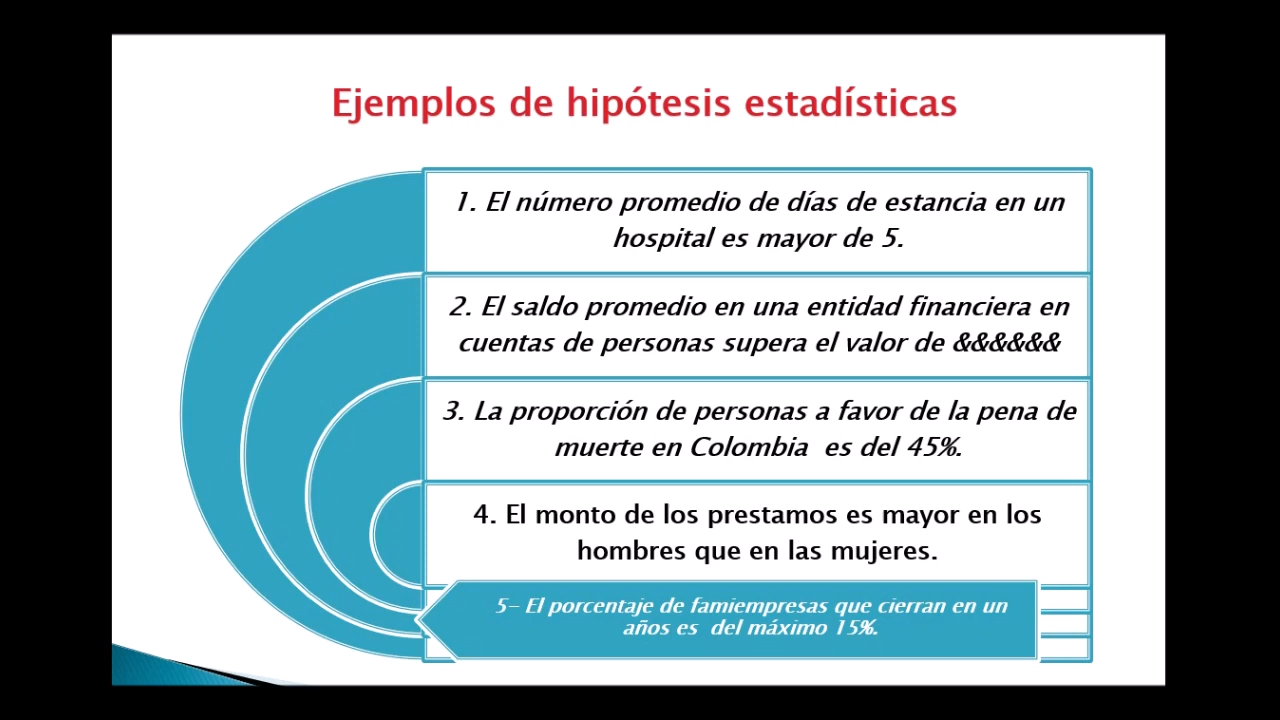 Ejemplos de hipótesis estadísticas
1. El número promedio de días de estancia en un
hospital es mayor de 5.
2. El saldo promedio en una entidad financiera en
cuentas de personas supera el valor de &&&&&&
3. La proporción de personas a favor de la pena de
muerte en Colombia es del 45%.
4. El monto de los prestamos es mayor en los
hombres que en las mujeres.
5- El porcentaje de famiempresas que cierran en un
años es del máximo 15%.